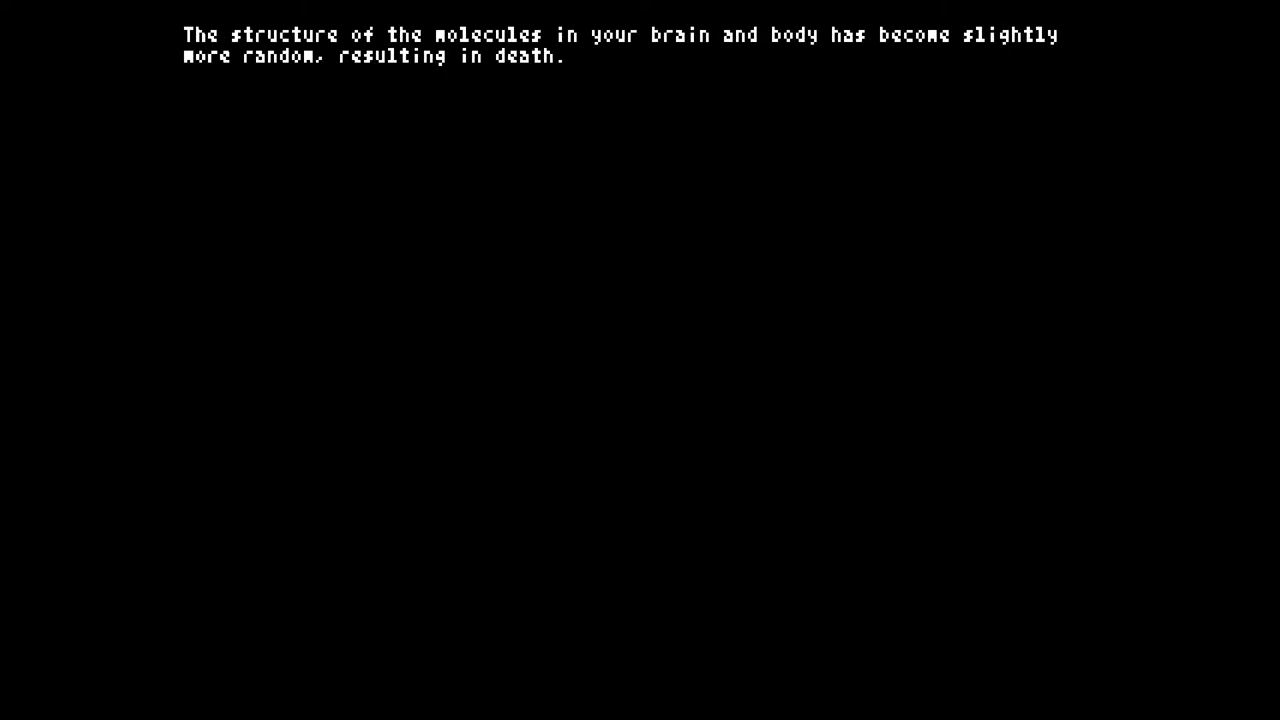 The structure of the molecules in your brain and body has become slightly
more random, resulting in death.